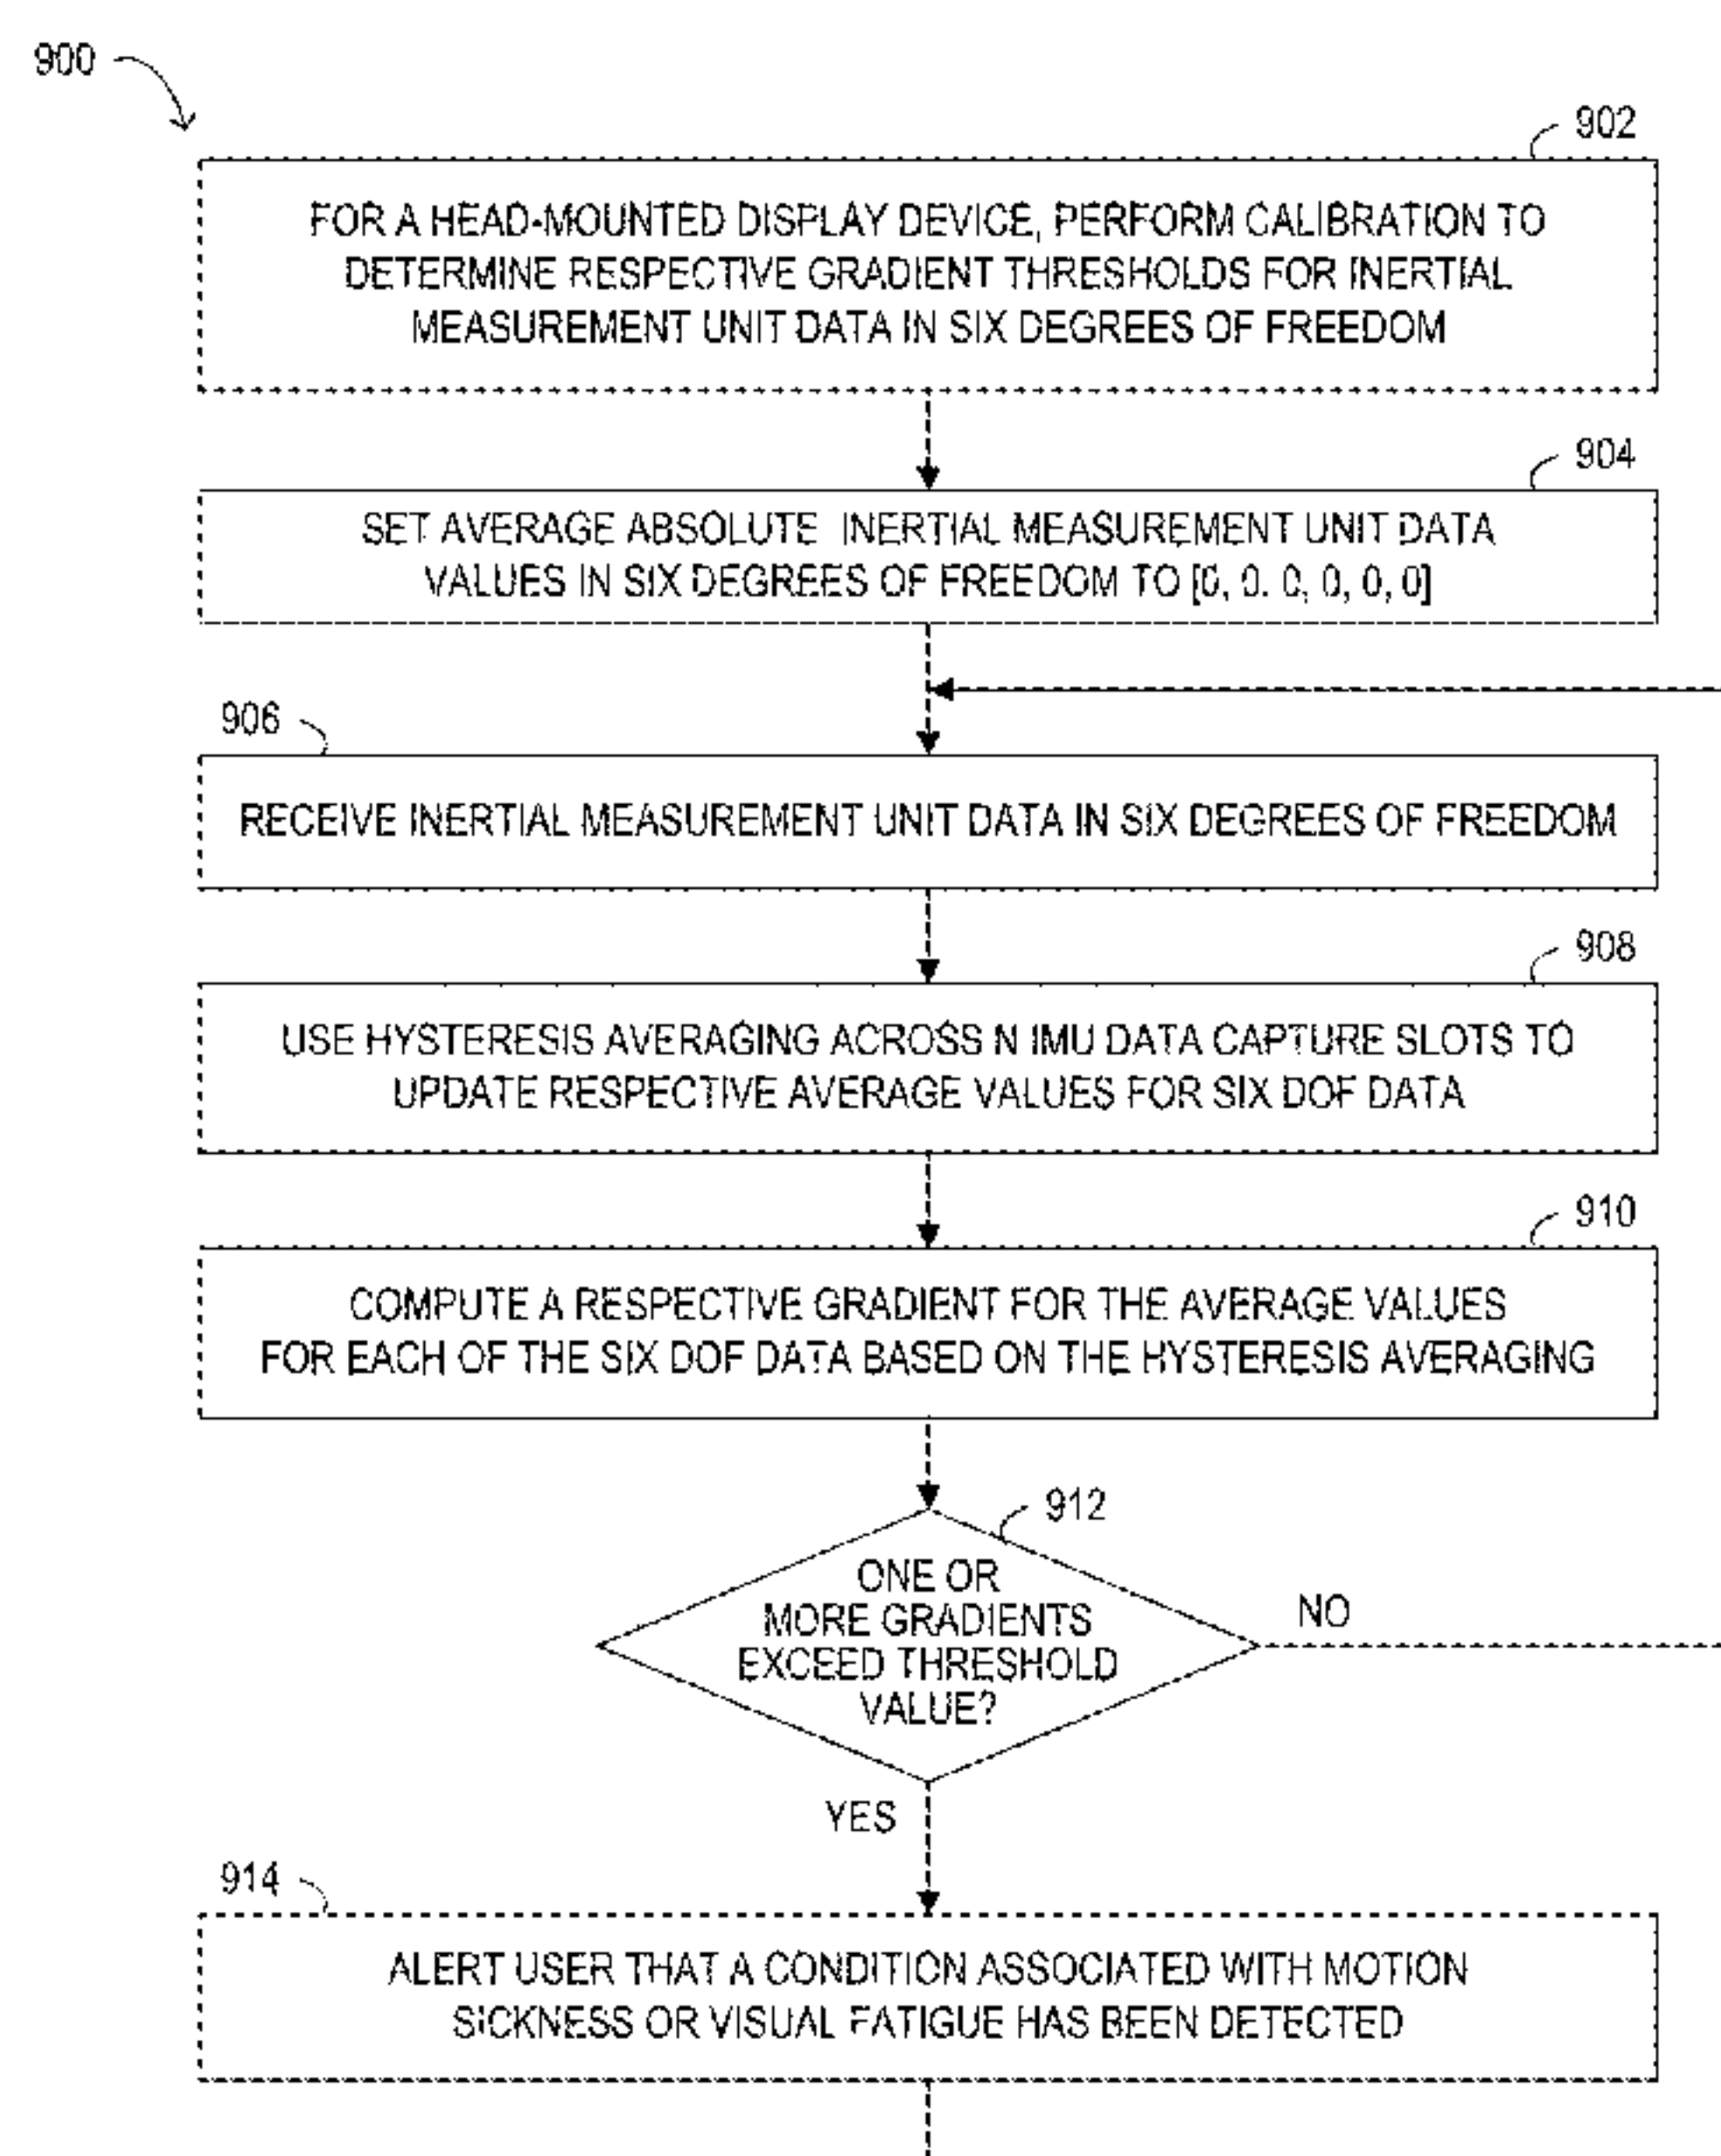 900
902
FOR A HEAD-MOUNTED DISPLAY DEVICE, PERFORM CALIBRATION TO
DETERMINE RESPECTIVE GRADIENT THRESHOLDS FOR INERTIAL
MEASUREMENT UNIT DATA IN SIX DEGREES OF FREEDOM
904
SET AVERAGE ABSOLUTE INERTIAL MEASUREMENT UNIT DATA
VALUES IN SIX DEGREES OF FREEDOM TO [0, 0. 0, 0, 0, 0]
906
RECEIVE INERTIAL MEASUREMENT UNIT DATA IN SIX DEGREES OF FREEDOM
908
USE HYSTERESIS AVERAGING ACROSS N IMU DATA CAPTURE SLOTS TO
UPDATE RESPECTIVE AVERAGE VALUES FOR SIX DOF DATA
910
COMPUTE A RESPECTIVE GRADIENT FOR THE AVERAGE VALUES
FOR EACH OF THE SIX DOF DATA BASED ON THE HYSTERESIS AVERAGING
912
ONE OR
MORE GRADIENTS
EXCEED THRESHOLD
VALUE?
NO
YES
914
ALERT USER THAT A CONDITION ASSOCIATED WITH MOTION
SICKNESS OR VISUAL FATIGUE HAS BEEN DETECTED